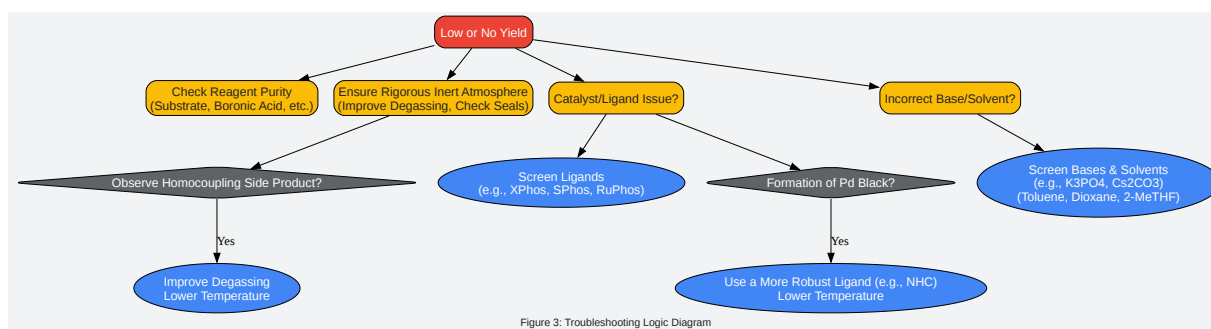 Low or No Yield
Check Reagent Purity
(Substrate, Boronic Acid, etc.)
Ensure Rigorous Inert Atmosphere
(Improve Degassing, Check Seals)
Catalyst/Ligand Issue?
Incorrect Base/Solvent?
Observe Homocoupling Side Product?
Screen Ligands
(e.g., XPhos, SPhos, RuPhos)
Formation of Pd Black?
Screen Bases & Solvents
(e.g., K3PO4, Cs2CO3)
(Toluene, Dioxane, 2-MeTHF)
Yes
Yes
Improve Degassing
Lower Temperature
Use a More Robust Ligand (e.g., NHC)
Lower Temperature
Figure 3: Troubleshooting Logic Diagram